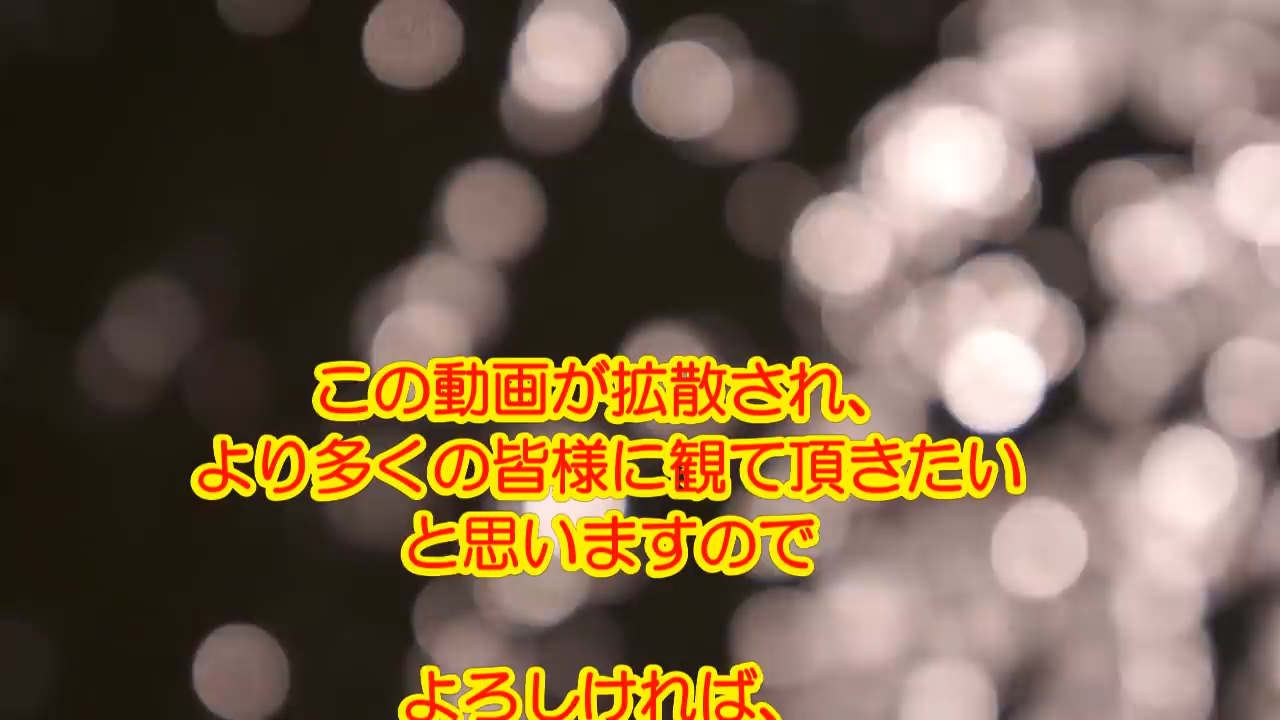 この動画が拡散され、
より多くの皆様に観て頂きたい
と思いますので
よろしければ、